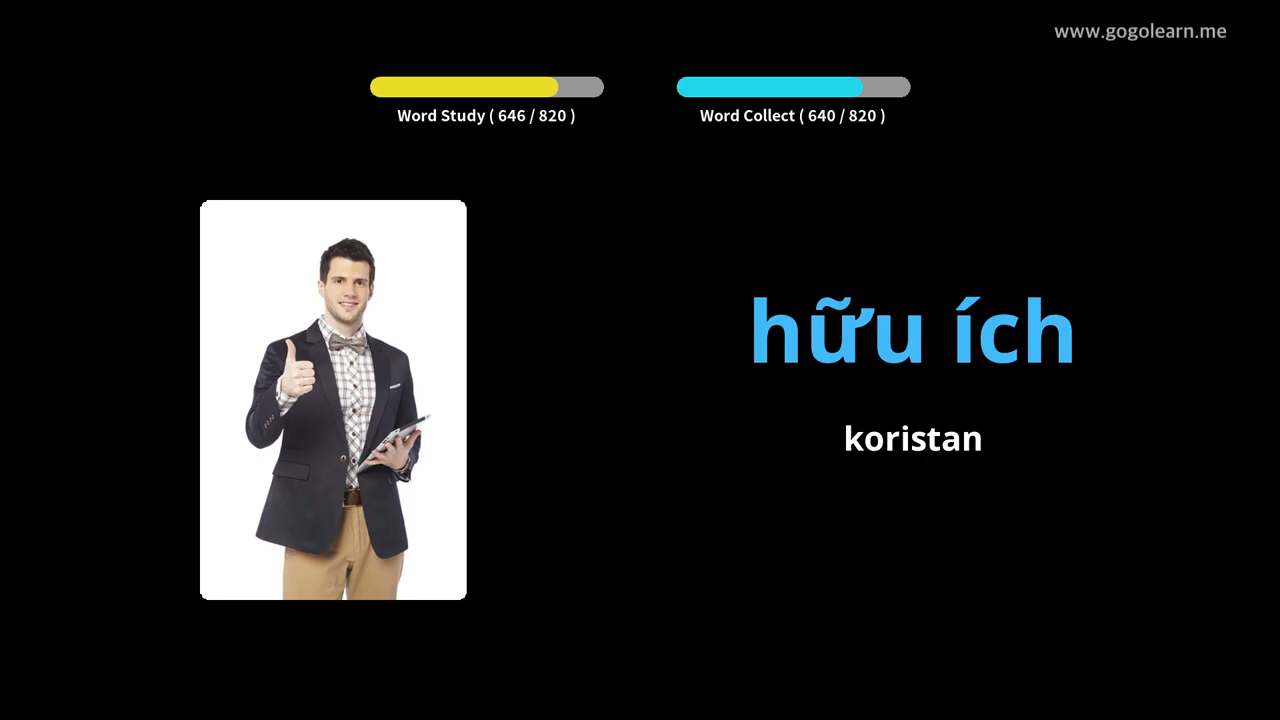 www.gogolearn.me
Word Study ( 646 / 820 )
Word Collect ( 640 / 820 )
hữu ích
koristan